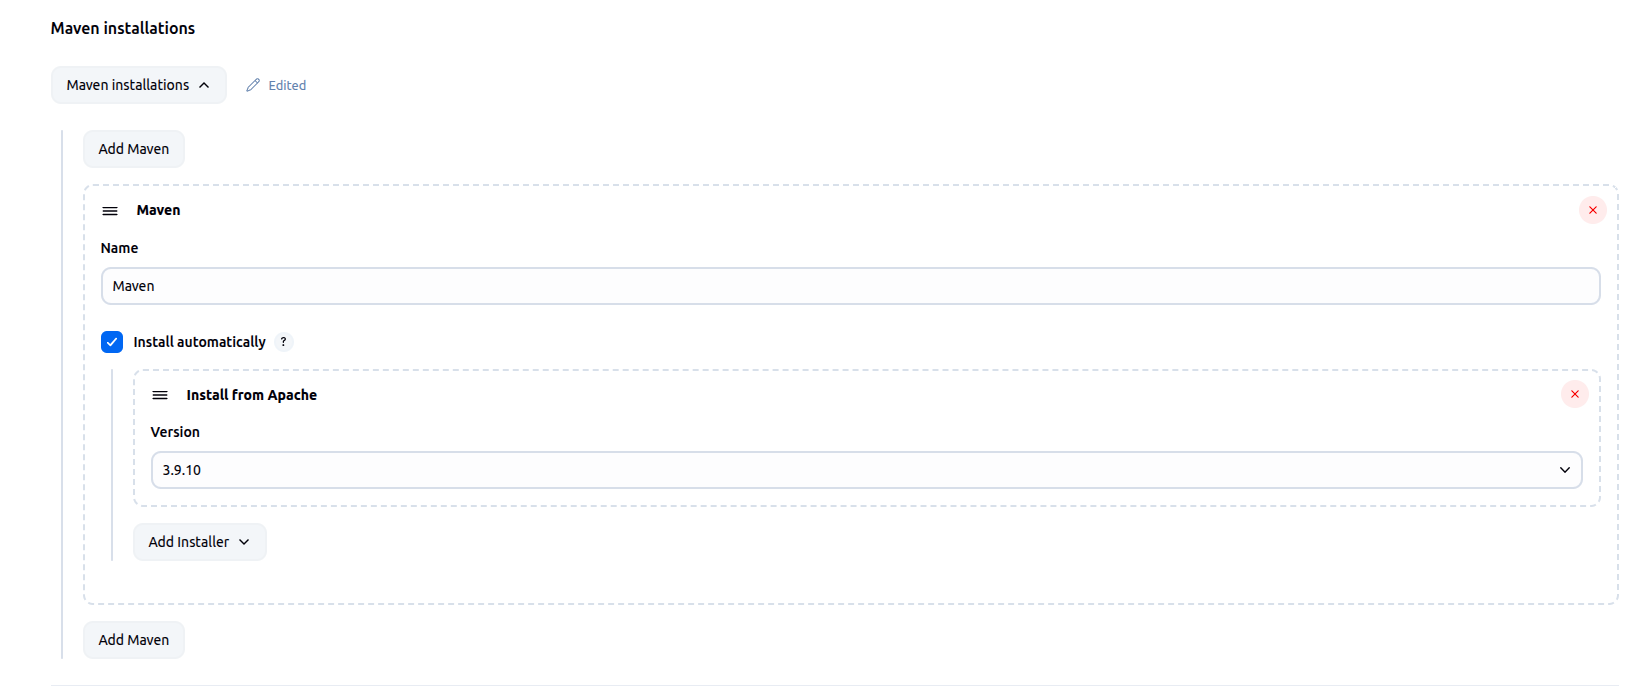 Maven installations
Maven installations
Edited
Add Maven
Maven
Name
Maven
Install automatically ?
Install from Apache
Version
3.9.10
Add Installer
Add Maven